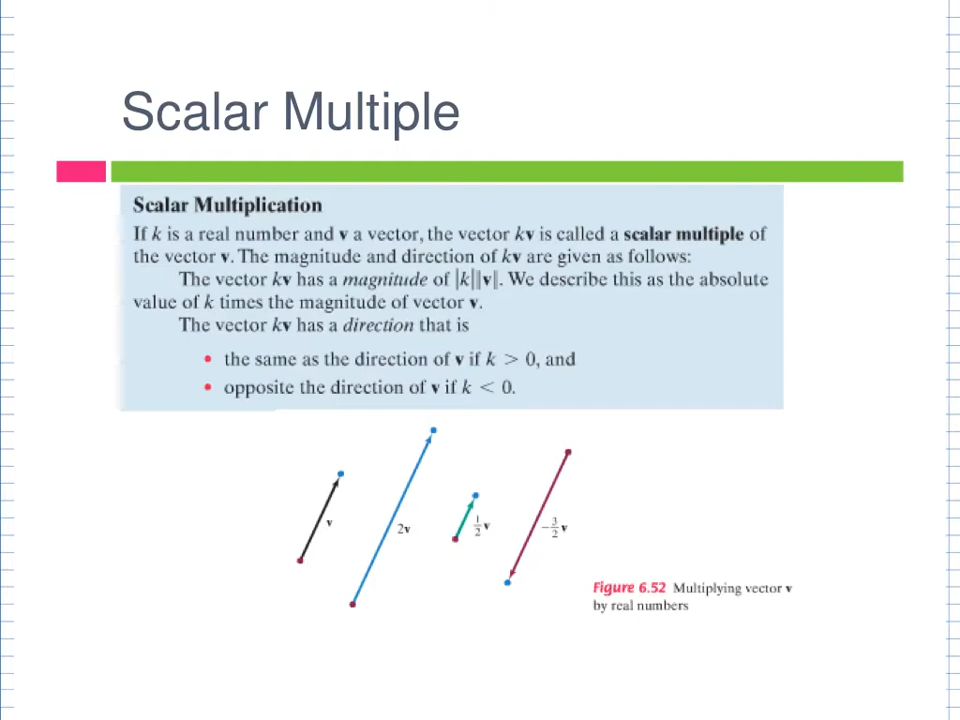 Scalar Multiple
Scalar Multiplication
If k is a real number and v a vector, the vector kv is called a scalar multiple of
the vector v. The magnitude and direction of kv are given as follows:
The vector kv has a magnitude of |k|‖v‖. We describe this as the absolute
value of k times the magnitude of vector v.
The vector kv has a direction that is
• the same as the direction of v if k > 0, and
• opposite the direction of v if k < 0.
v
2v
1/2 v
-3/2 v
Figure 6.52 Multiplying vector v
by real numbers